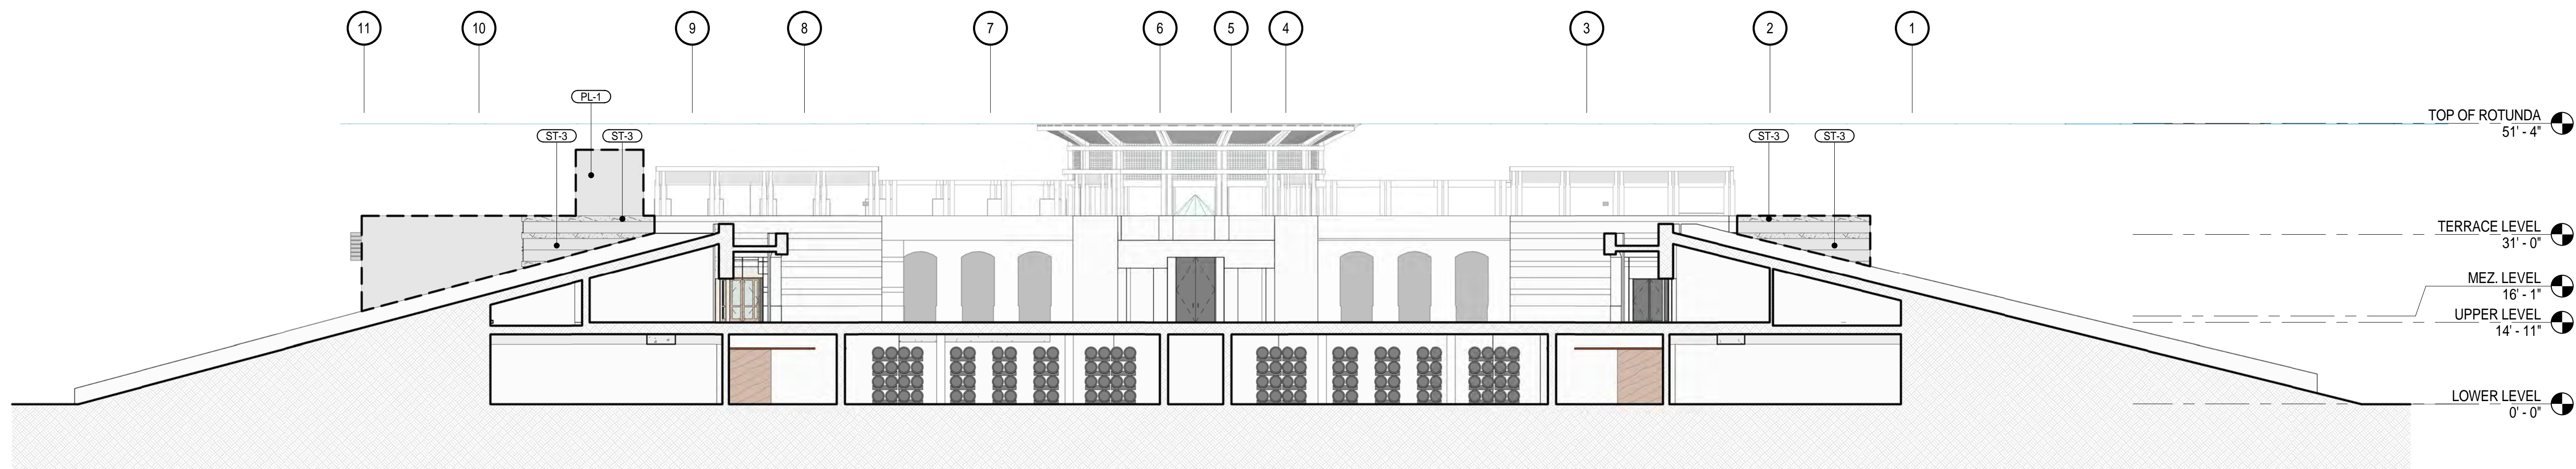 11
10
9
8
7
6
5
4
3
2
1
PL-1
ST-3
ST-3
ST-3
ST-3
TOP OF ROTUNDA
51' - 4"
TERRACE LEVEL
31' - 0"
MEZ. LEVEL
16' - 1"
UPPER LEVEL
14' - 11"
LOWER LEVEL
0' - 0"